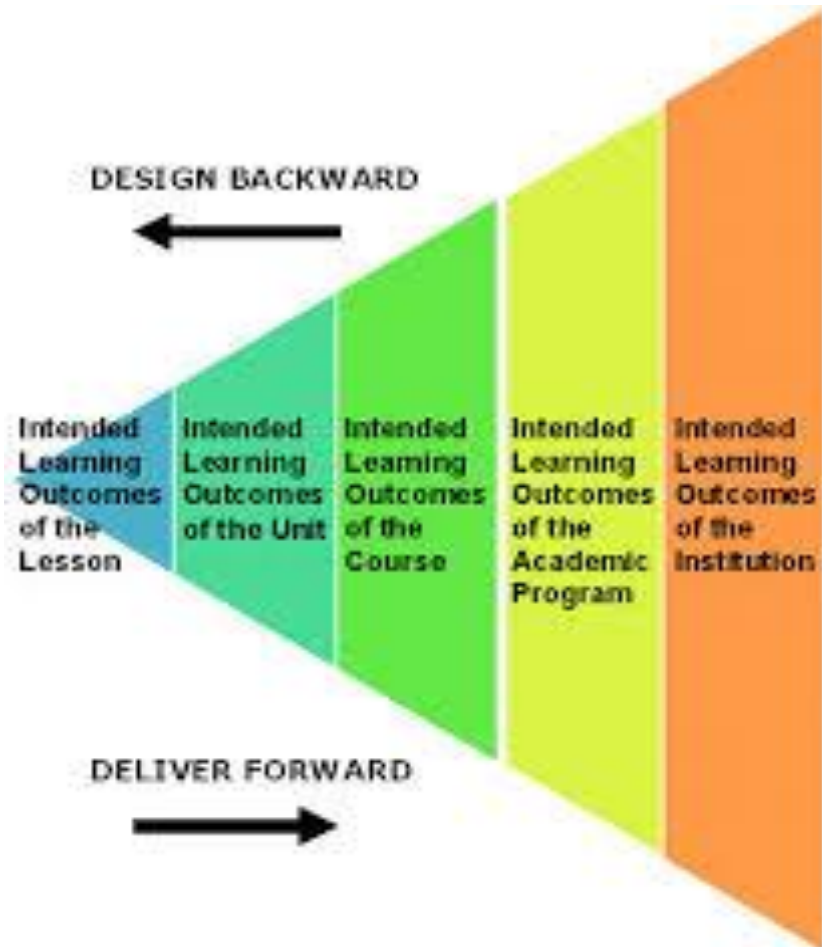 DESIGN BACKWARD
Intended
Learning
Outcomes
of the
Lesson
Intended
Learning
Outcomes
of the Unit
Intended
Learning
Outcomes
of the
Course
Intended
Learning
Outcomes
of the
Academic
Program
Intended
Learning
Outcomes
of the
Institution
DELIVER FORWARD